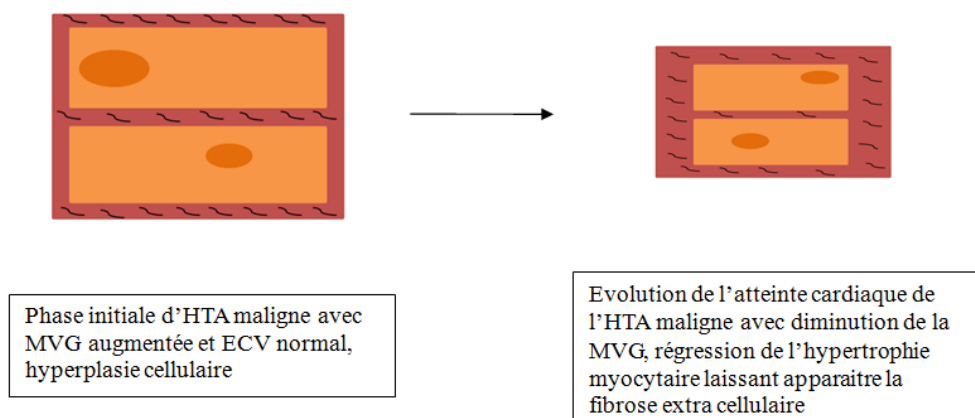 Phase initiale d’HTA maligne avec
MVG augmentée et ECV normal,
hyperplasie cellulaire
Evolution de l’atteinte cardiaque de
l’HTA maligne avec diminution de la
MVG, régression de l’hypertrophie
myocytaire laissant apparaitre la
fibrose extra cellulaire